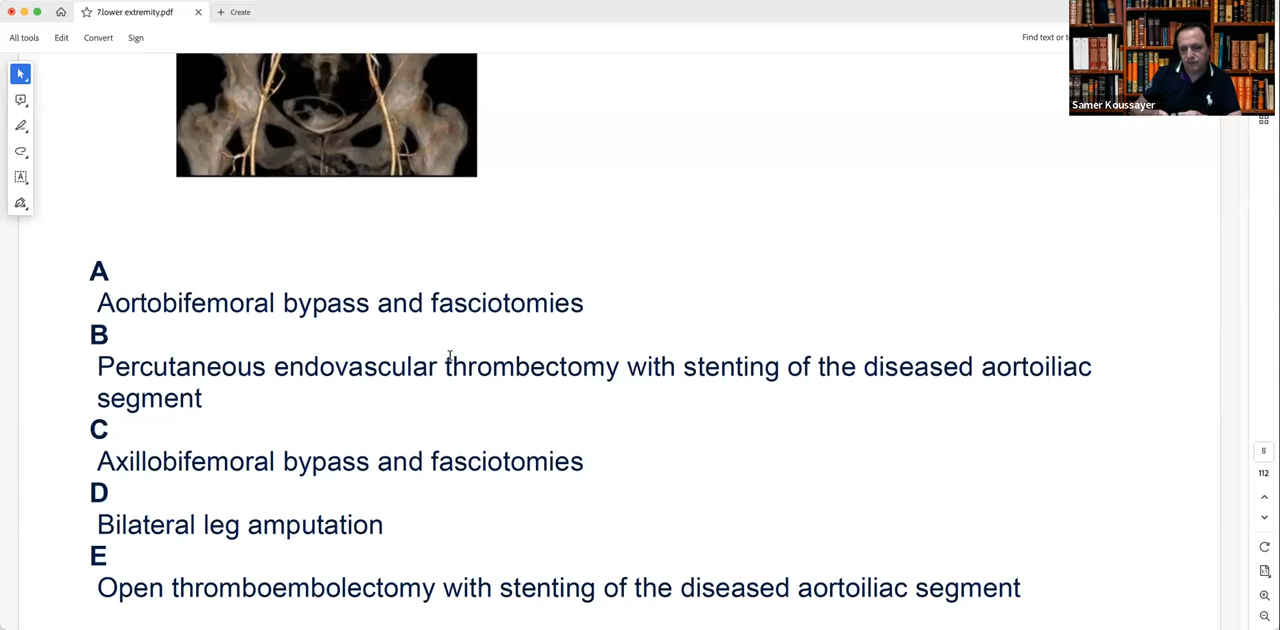 7.lower extremity.pdf
Create
All tools
Edit
Convert
Sign
Find text or t
Samer Koussayer
A
Aortobifemoral bypass and fasciotomies
B
Percutaneous endovascular thrombectomy with stenting of the diseased aortoiliac
segment
C
Axillobifemoral bypass and fasciotomies
D
Bilateral leg amputation
E
Open thromboembolectomy with stenting of the diseased aortoiliac segment
8
112